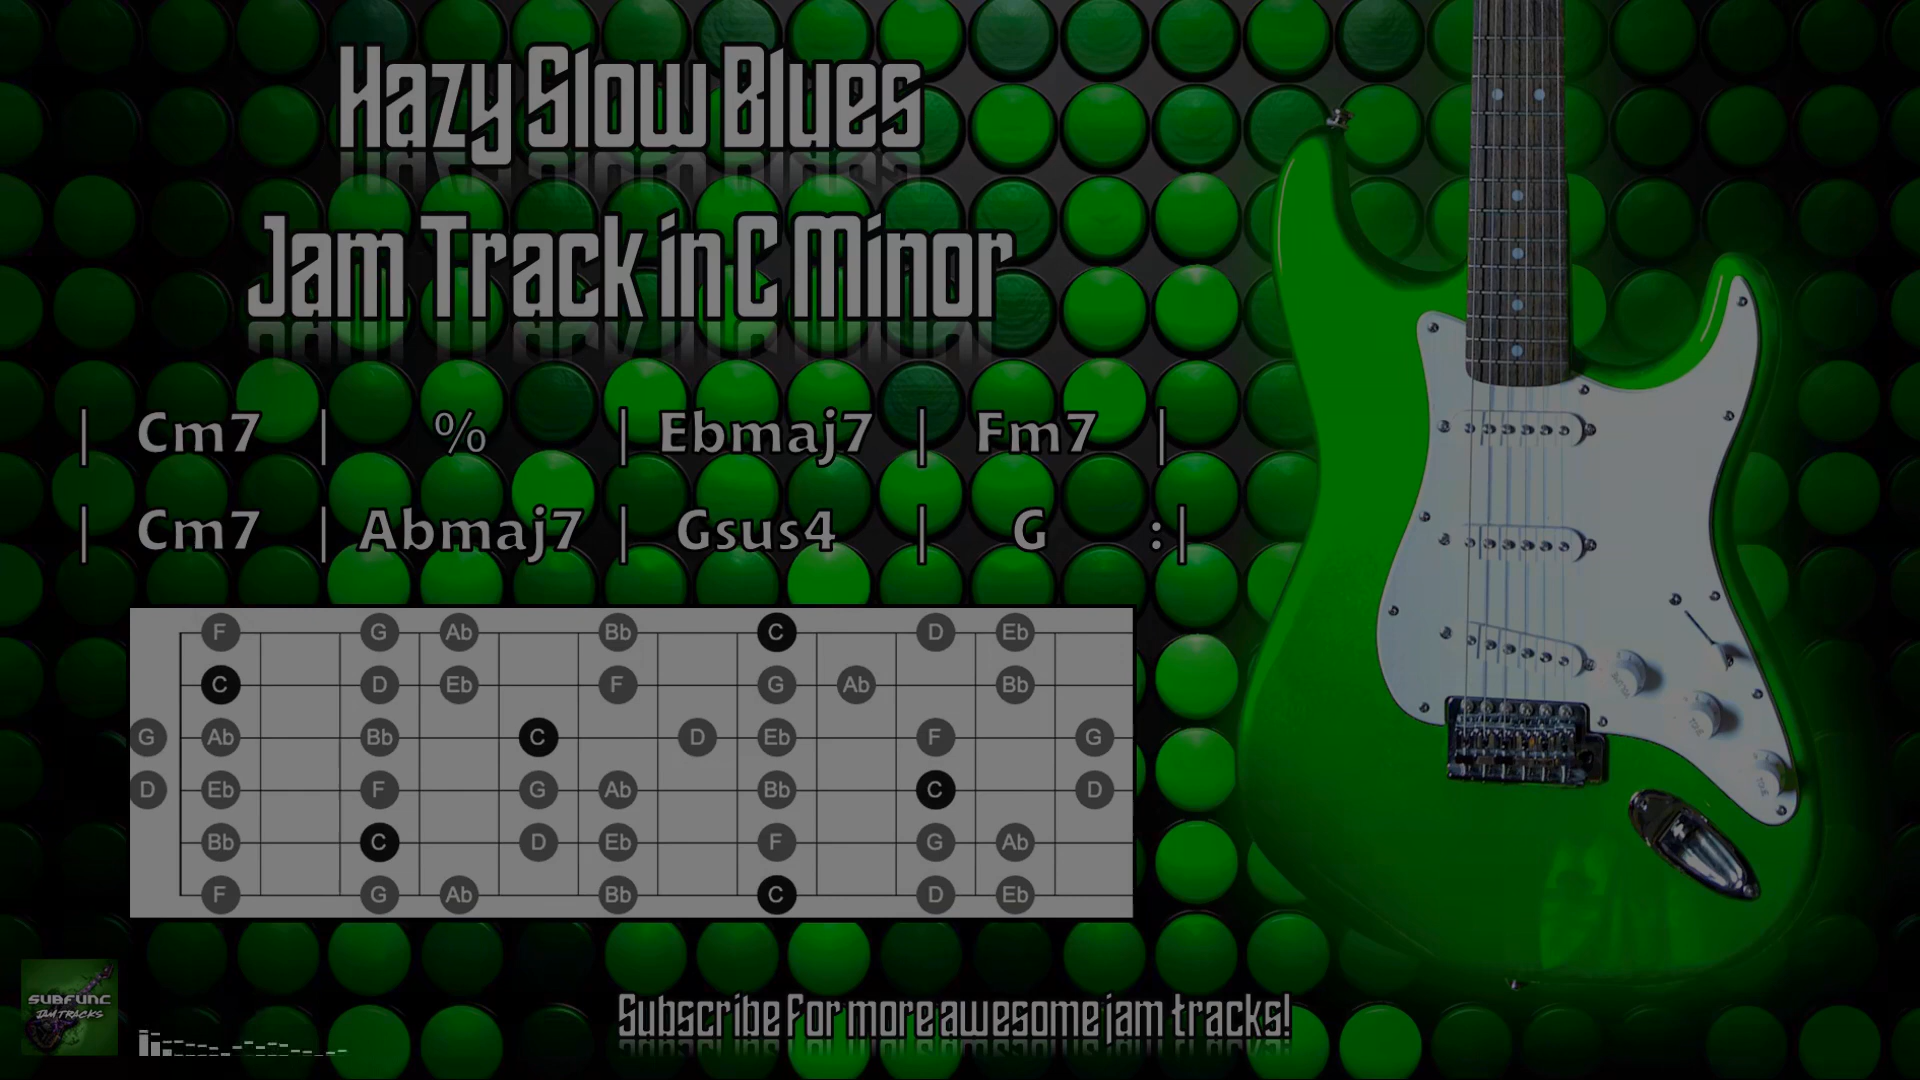 Hazy Slow Blues
Jam Track in C Minor
| Cm7 | % | Ebmaj7 | Fm7 |
| Cm7 | Abmaj7 | Gsus4 | G :|
F G Ab Bb C D Eb
C D Eb F G Ab Bb
G Ab Bb C D Eb F G
D Eb F G Ab Bb C D
Bb C D Eb F G Ab
F G Ab Bb C D Eb
SUBFUNC
JAM TRACKS
Subscribe for more awesome jam tracks!